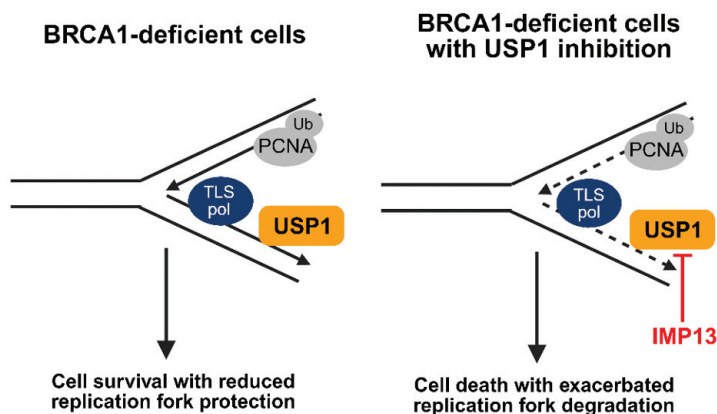 BRCA1-deficient cells
Ub
PCNA
TLS
pol
USP1
Cell survival with reduced
replication fork protection
BRCA1-deficient cells
with USP1 inhibition
Ub
PCNA
TLS
pol
USP1
IMP13
Cell death with exacerbated
replication fork degradation